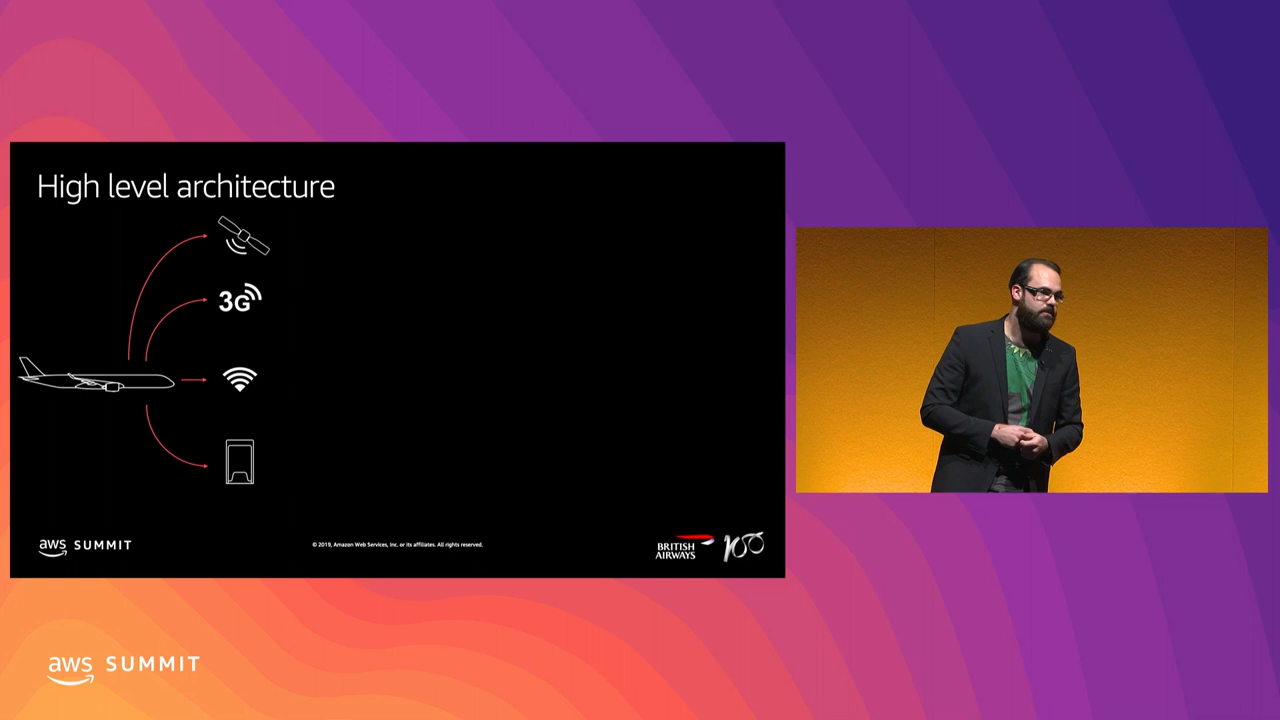 High level architecture
3G
aws SUMMIT
© 2019, Amazon Web Services, Inc. or its affiliates. All rights reserved.
BRITISH
AIRWAYS
100
aws SUMMIT